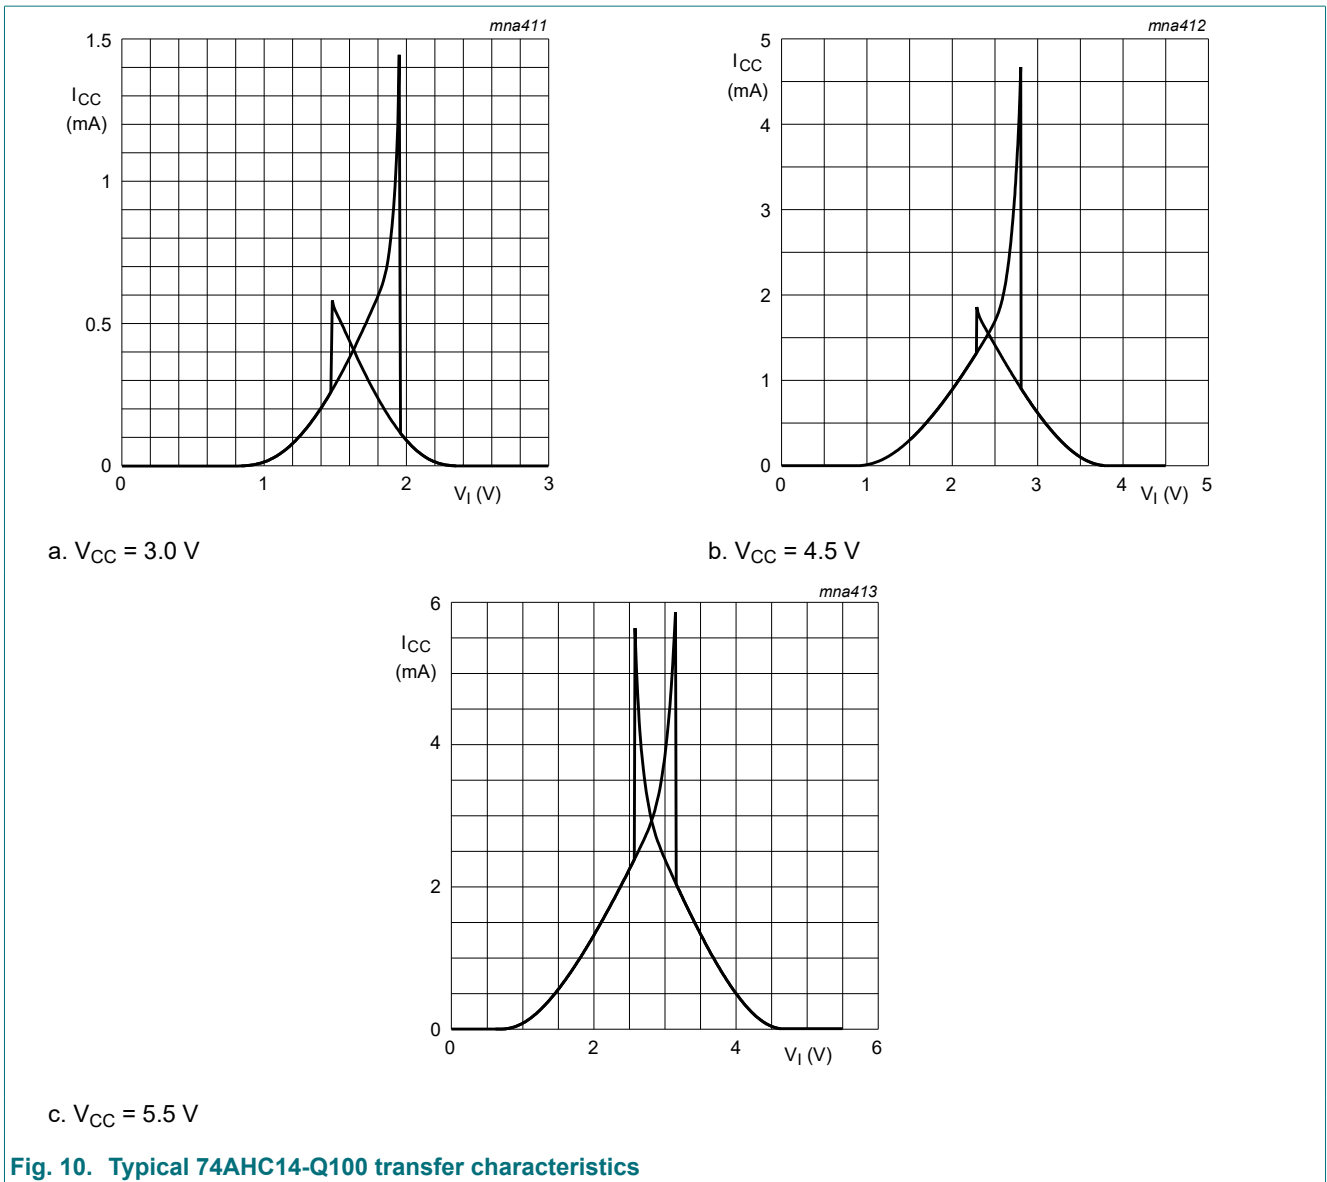 mna411
1.5
ICC
(mA)
1
0.5
0
0 1 2 3
VI (V)
a. VCC = 3.0 V
mna412
5
ICC
(mA)
4
3
2
1
0
0 1 2 3 4 5
VI (V)
b. VCC = 4.5 V
mna413
6
ICC
(mA)
4
2
0
0 2 4 6
VI (V)
c. VCC = 5.5 V
Fig. 10. Typical 74AHC14-Q100 transfer characteristics